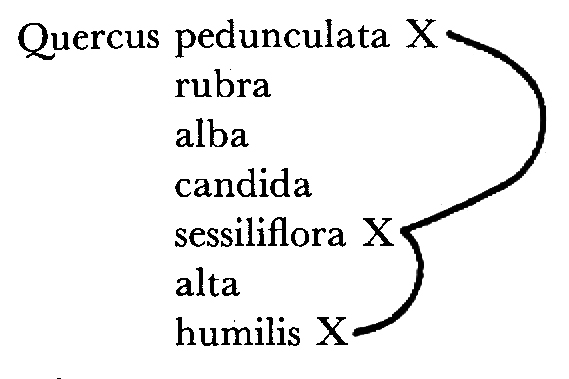 Quercus pedunculata X
rubra
alba
candida
sessiliflora X
alta
humilis X